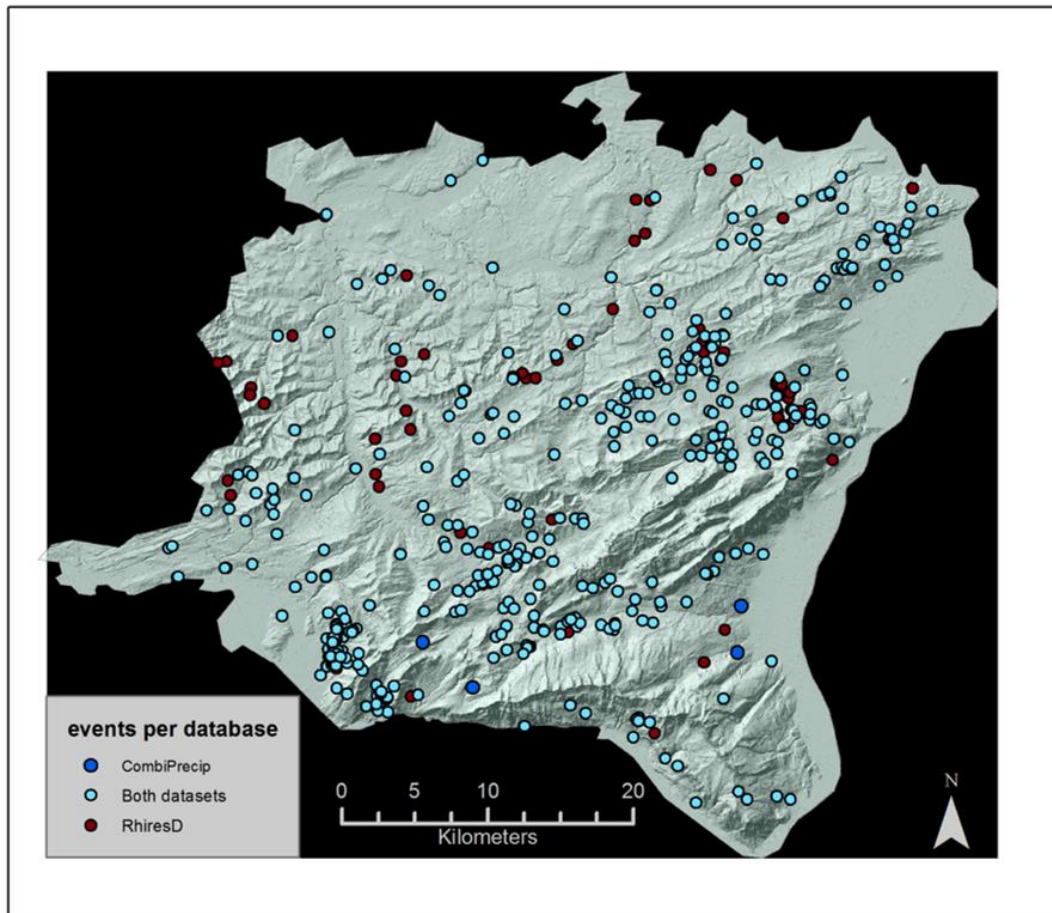 events per database
CombiPrecip
Both datasets
RhiresD
0 5 10 20
Kilometers
N